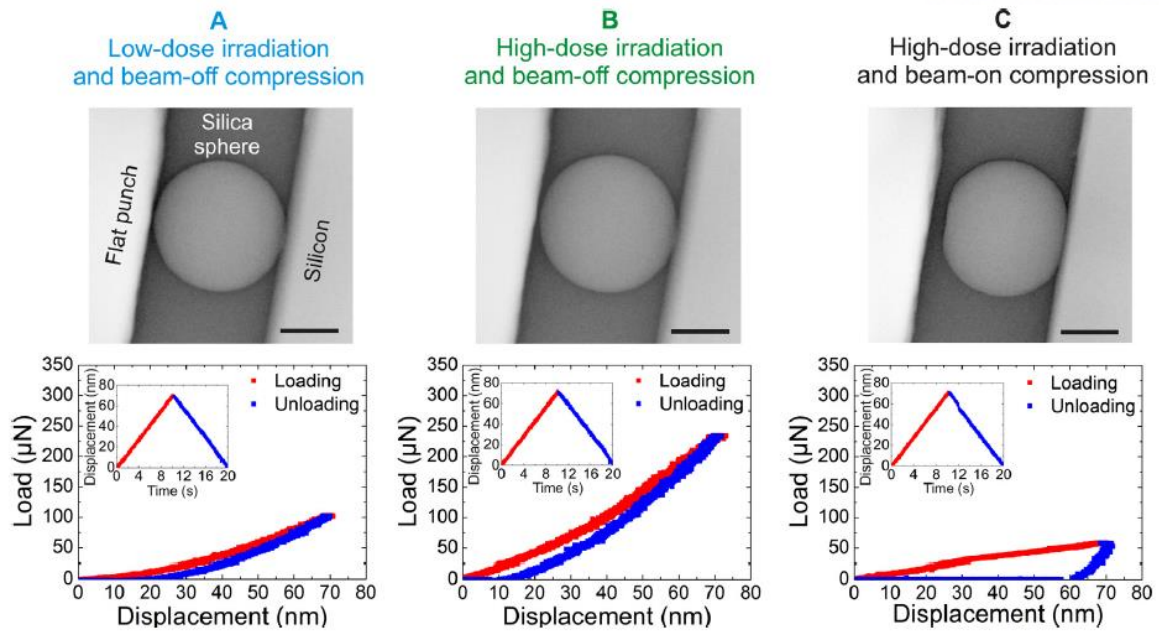 A
Low-dose irradiation
and beam-off compression
B
High-dose irradiation
and beam-off compression
C
High-dose irradiation
and beam-on compression
Silica
sphere
Flat punch
Silicon
350
300
250
200
150
100
50
0
Load (µN)
80
60
40
20
0
Displacement (nm)
0 4 8 12 16 20
Time (s)
Loading
Unloading
0 10 20 30 40 50 60 70 80
Displacement (nm)
350
300
250
200
150
100
50
0
Load (µN)
80
60
40
20
0
Displacement (nm)
0 4 8 12 16 20
Time (s)
Loading
Unloading
0 10 20 30 40 50 60 70 80
Displacement (nm)
350
300
250
200
150
100
50
0
Load (µN)
80
60
40
20
0
Displacement (nm)
0 4 8 12 16 20
Time (s)
Loading
Unloading
0 10 20 30 40 50 60 70 80
Displacement (nm)